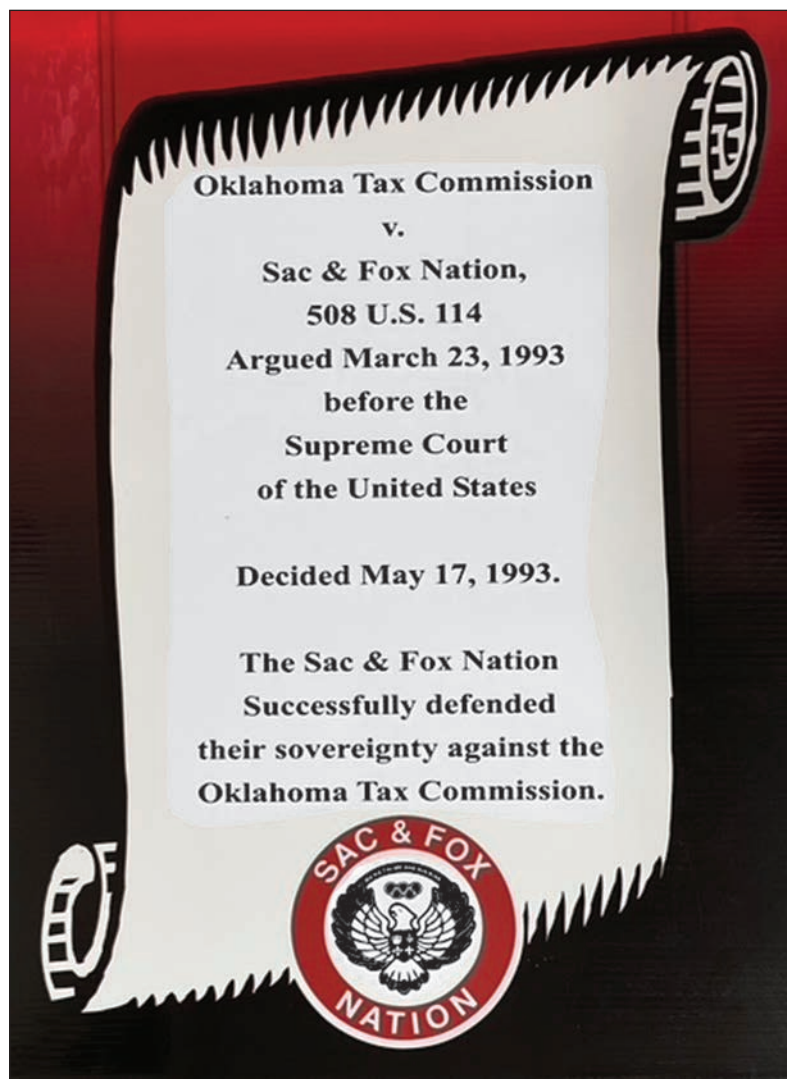 Oklahoma Tax Commission
v.
Sac & Fox Nation,
508 U.S. 114
Argued March 23, 1993
before the
Supreme Court
of the United States
Decided May 17, 1993.
The Sac & Fox Nation
Successfully defended
their sovereignty against the
Oklahoma Tax Commission.
SAC & FOX
NATION